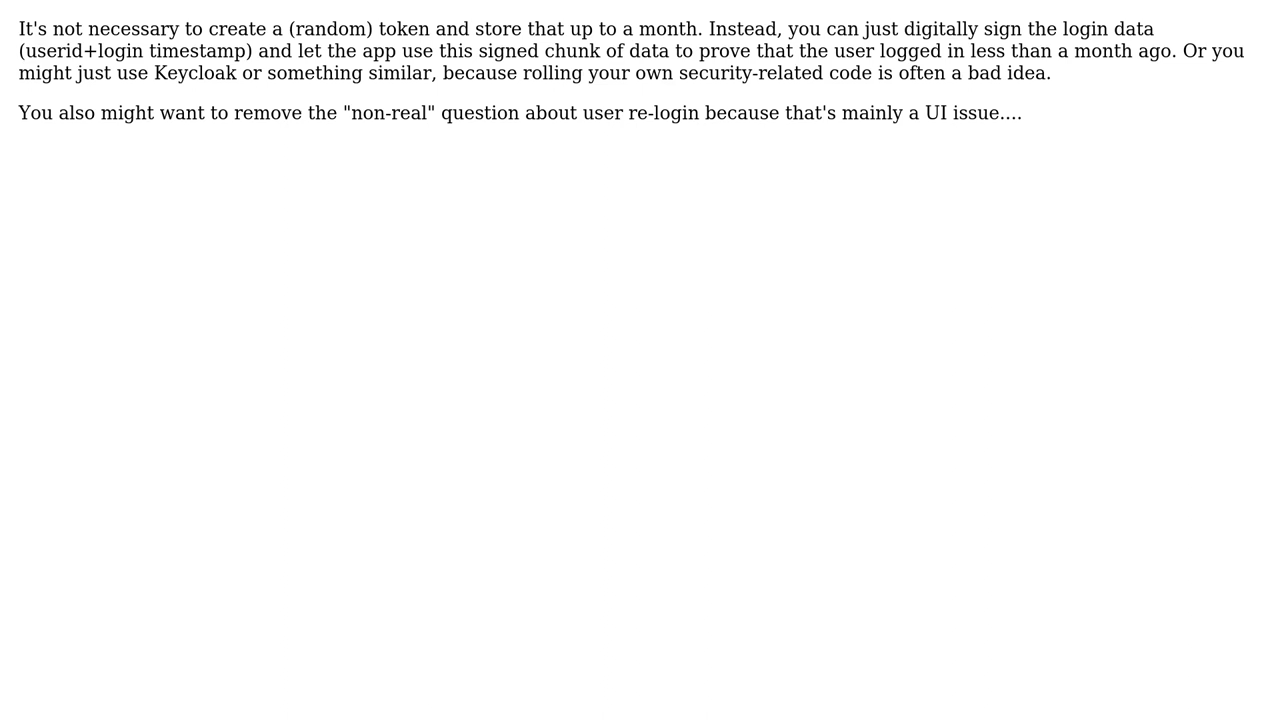 It's not necessary to create a (random) token and store that up to a month. Instead, you can just digitally sign the login data
(userid+login timestamp) and let the app use this signed chunk of data to prove that the user logged in less than a month ago. Or you
might just use Keycloak or something similar, because rolling your own security-related code is often a bad idea.
You also might want to remove the "non-real" question about user re-login because that's mainly a UI issue....